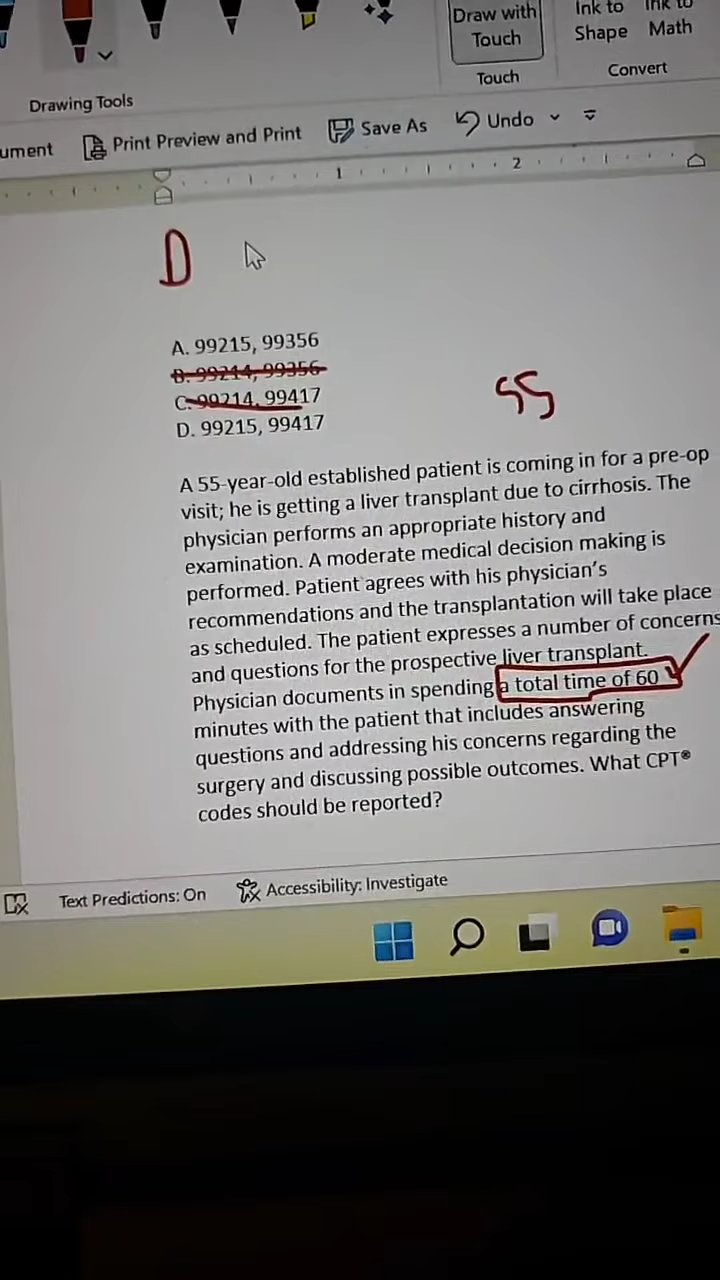 Draw with
Touch
Ink to
Shape
Ink to
Math
Drawing Tools
Touch
Convert
ument
Print Preview and Print
Save As
Undo
1
2
D
A. 99215, 99356
B. 99214, 99356
C. 99214, 99417
D. 99215, 99417
55
A 55-year-old established patient is coming in for a pre-op
visit; he is getting a liver transplant due to cirrhosis. The
physician performs an appropriate history and
examination. A moderate medical decision making is
performed. Patient agrees with his physician's
recommendations and the transplantation will take place
as scheduled. The patient expresses a number of concerns
and questions for the prospective liver transplant.
Physician documents in spending a total time of 60
minutes with the patient that includes answering
questions and addressing his concerns regarding the
surgery and discussing possible outcomes. What CPT®
codes should be reported?
Text Predictions: On
Accessibility: Investigate